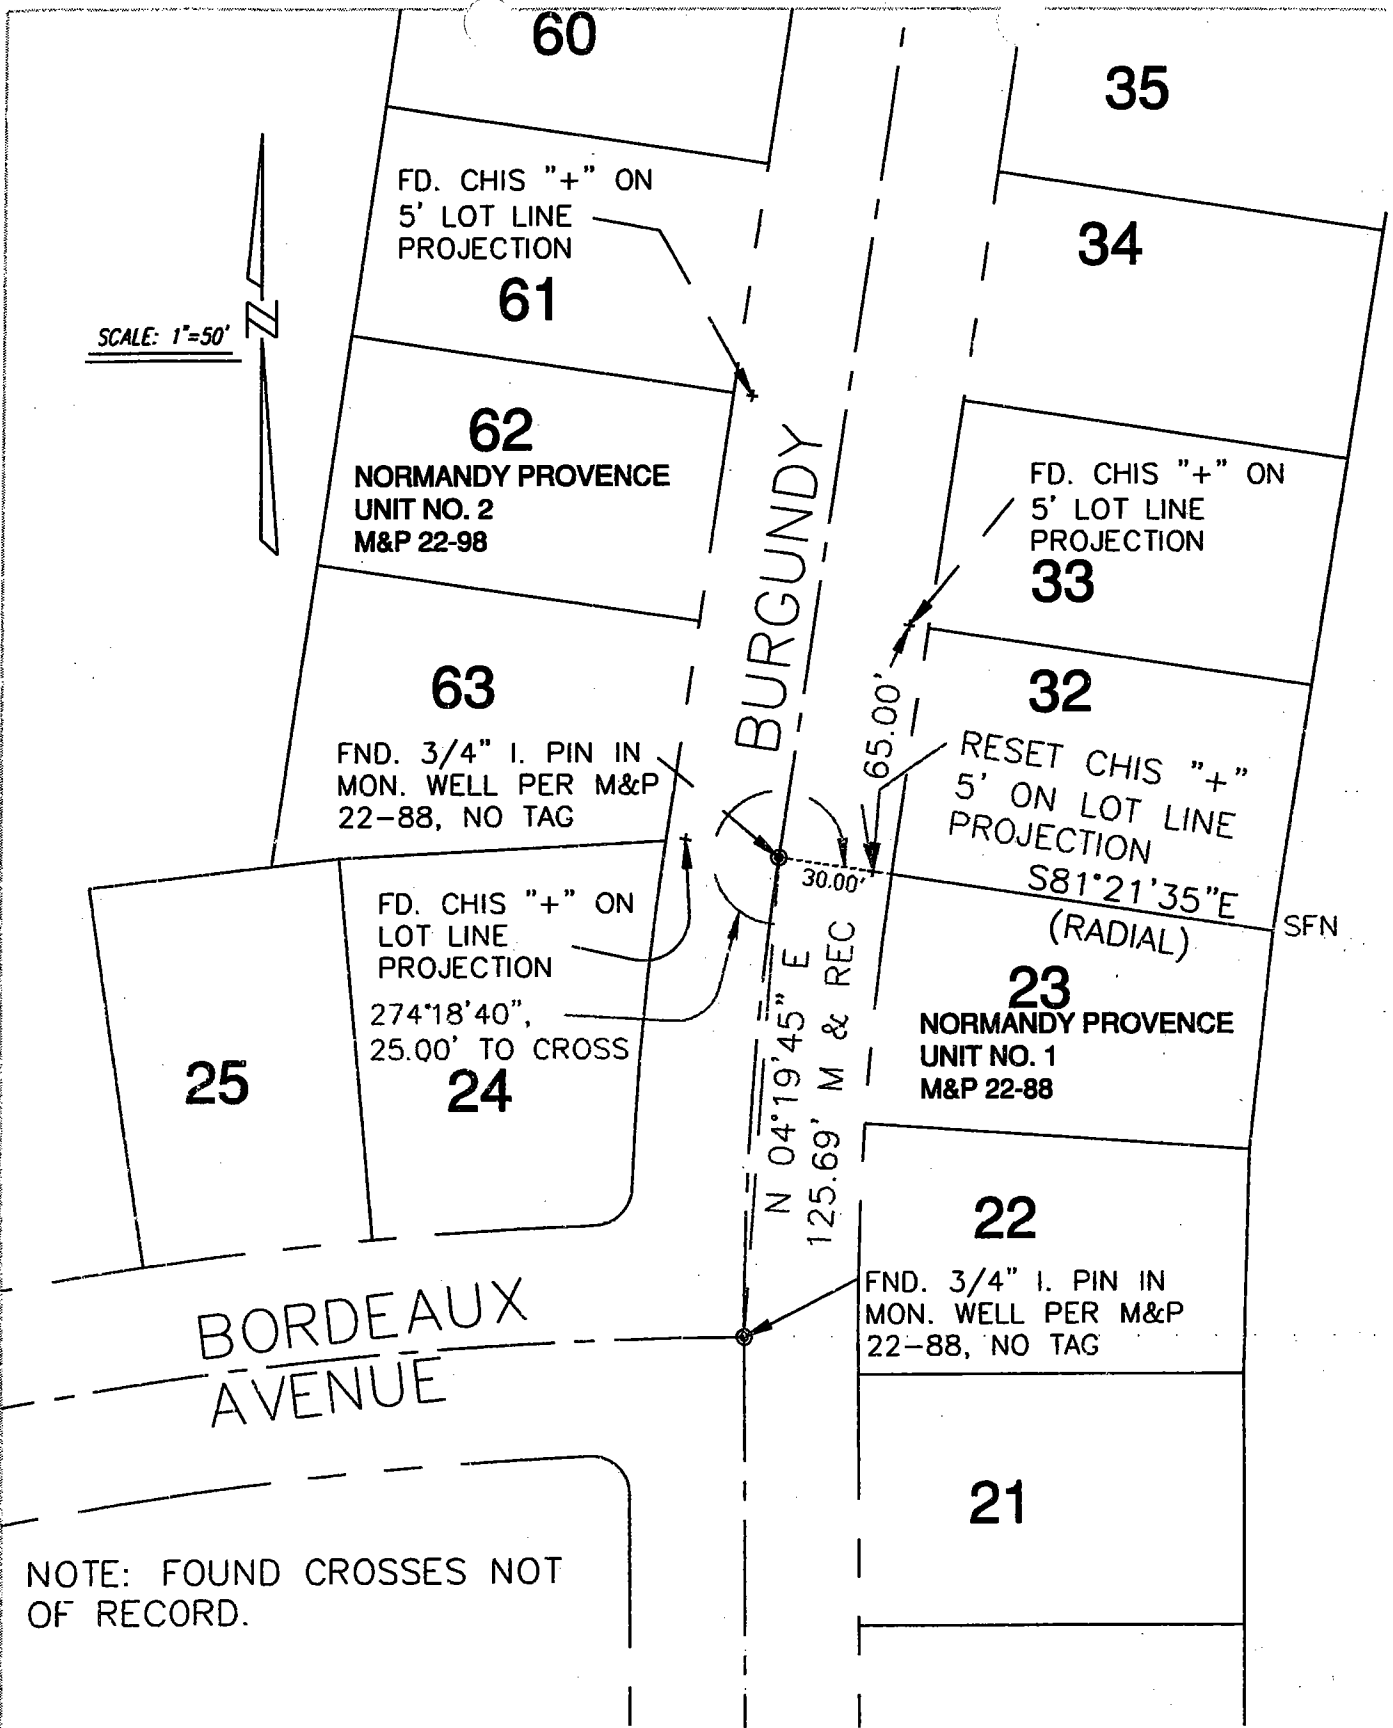 60
35
FD. CHIS "+" ON
5' LOT LINE
PROJECTION
34
61
SCALE: 1"=50'
N
62
NORMANDY PROVENCE
UNIT NO. 2
M&P 22-98
BURGUNDY
FD. CHIS "+" ON
5' LOT LINE
PROJECTION
33
63
32
65.00'
FND. 3/4" I. PIN IN
MON. WELL PER M&P
22-88, NO TAG
RESET CHIS "+"
5' ON LOT LINE
PROJECTION
S81°21'35"E
(RADIAL)
SFN
30.00'
FD. CHIS "+" ON
LOT LINE
PROJECTION
274°18'40",
25.00' TO CROSS
N 04°19'45" E
125.69' M & REC
23
NORMANDY PROVENCE
UNIT NO. 1
M&P 22-88
25
24
22
FND. 3/4" I. PIN IN
MON. WELL PER M&P
22-88, NO TAG
BORDEAUX
AVENUE
21
NOTE: FOUND CROSSES NOT
OF RECORD.